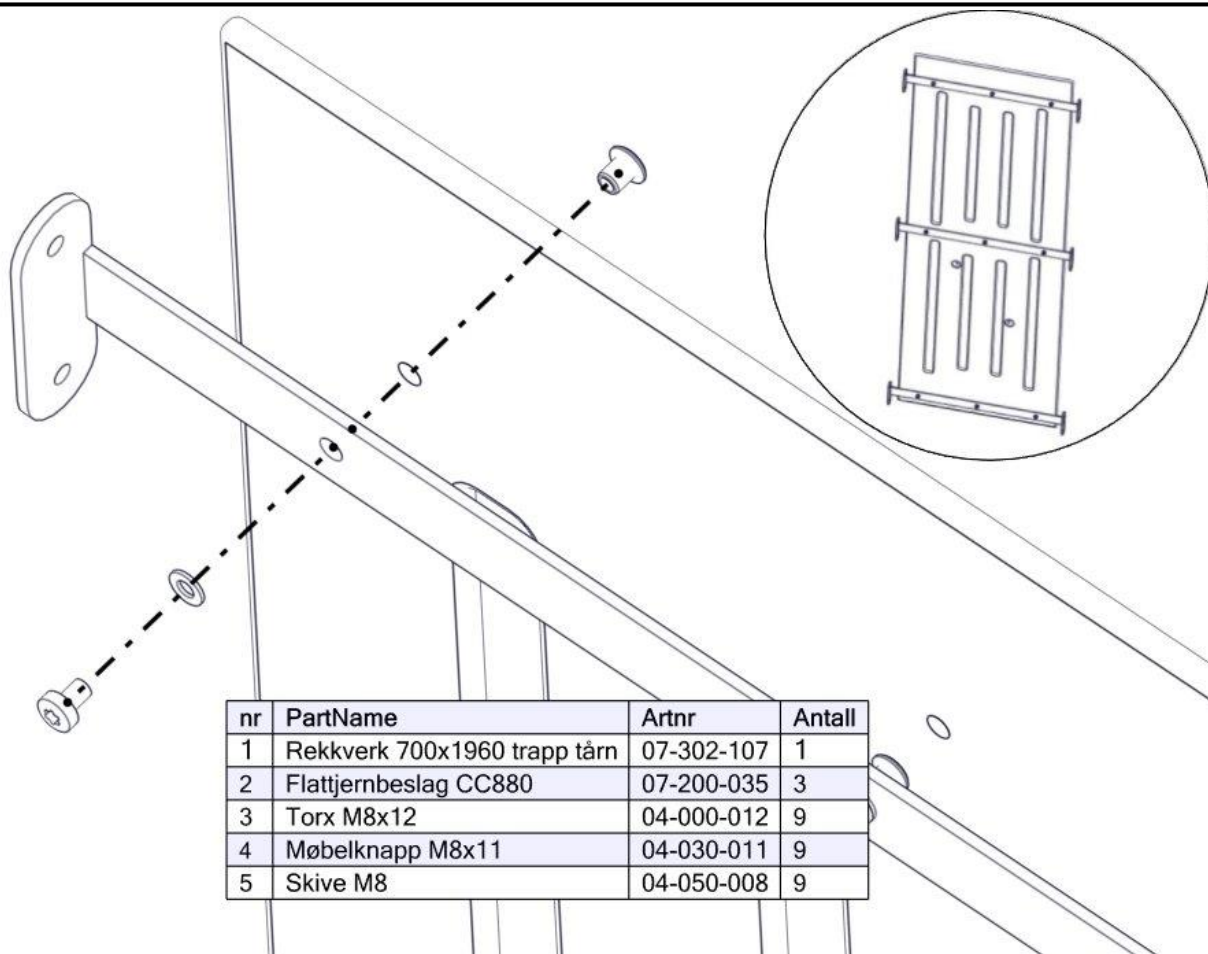 nr PartName Artnr Antall
1 Rekkverk 700x1960 trapp tårn 07-302-107 1
2 Flattjernbeslag CC880 07-200-035 3
3 Torx M8x12 04-000-012 9
4 Møbelknapp M8x11 04-030-011 9
5 Skive M8 04-050-008 9